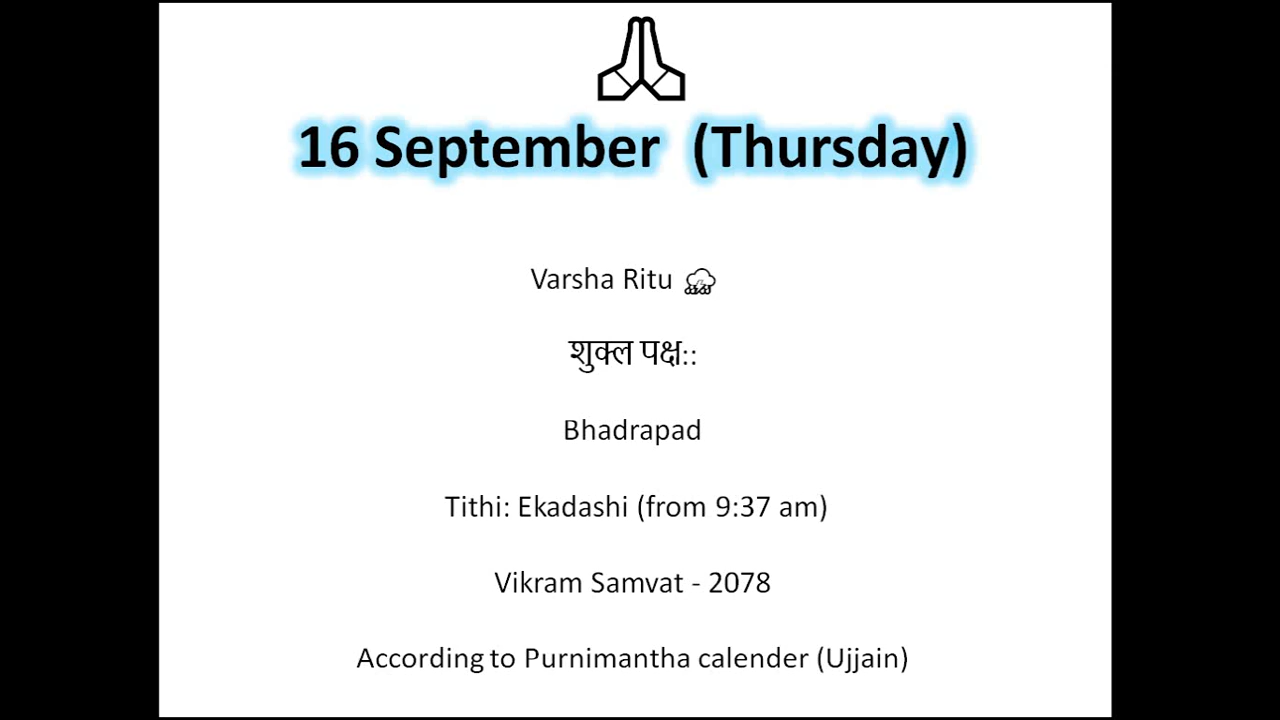 16 September (Thursday)
Varsha Ritu
शुक्ल पक्ष::
Bhadrapad
Tithi: Ekadashi (from 9:37 am)
Vikram Samvat - 2078
According to Purnimantha calender (Ujjain)